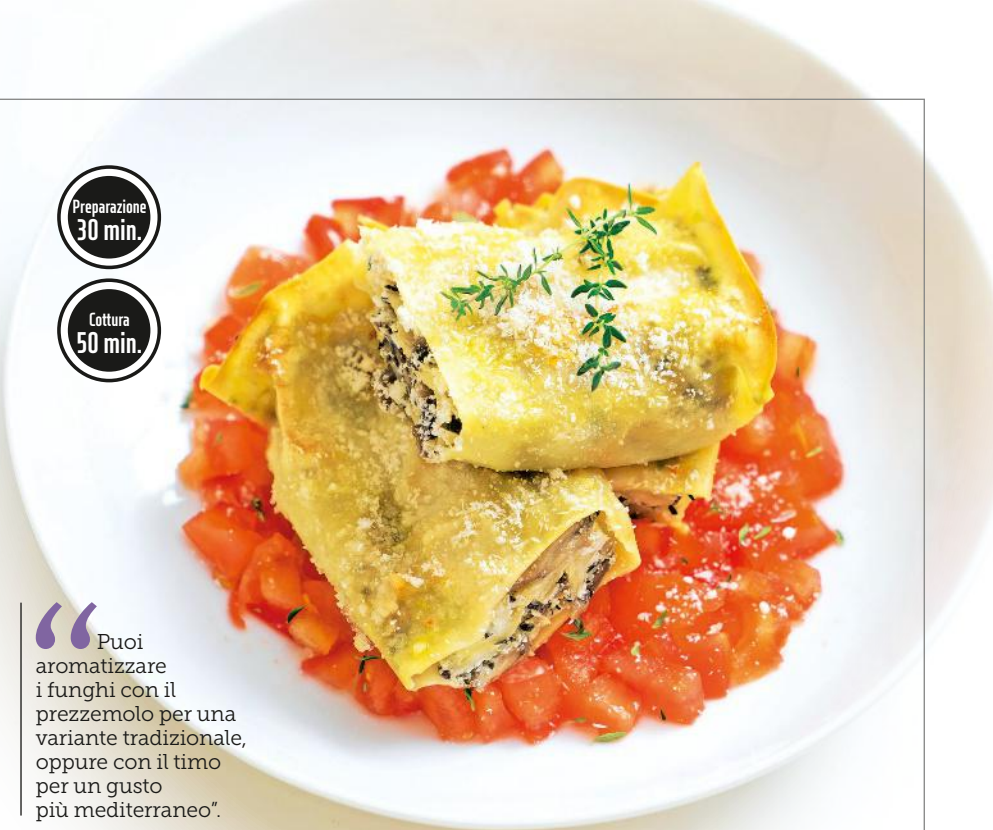 Preparazione
30 min.
Cottura
50 min.
“Puoi
aromatizzare
i funghi con il
prezzemolo per una
variante tradizionale,
oppure con il timo
per un gusto
più mediterraneo”.